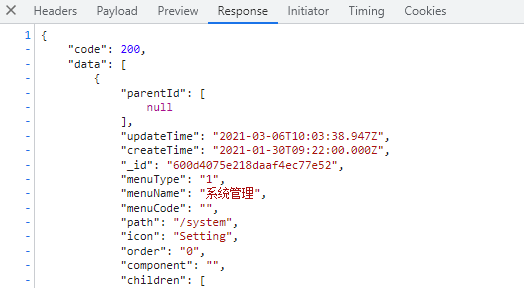 Headers Payload Preview Response Initiator Timing Cookies
1 {
- "code": 200,
- "data": [
- {
- "parentId": [
- null
- ],
- "updateTime": "2021-03-06T10:03:38.947Z",
- "createTime": "2021-01-30T09:22:00.000Z",
- "_id": "600d4075e218daaf4ec77e52",
- "menuType": "1",
- "menuName": "系统管理",
- "menuCode": "",
- "path": "/system",
- "icon": "Setting",
- "order": "0",
- "component": "",
- "children": [